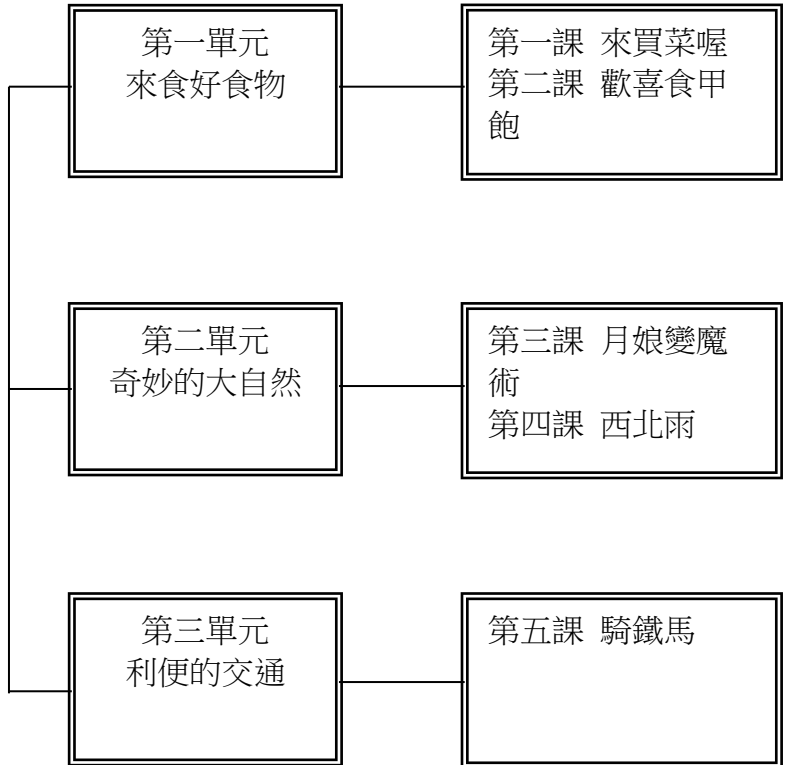 第一單元
來食好食物
第一課 來買菜喔
第二課 歡喜食甲
飽
第二單元
奇妙的大自然
第三課 月娘變魔
術
第四課 西北雨
第三單元
利便的交通
第五課 騎鐵馬